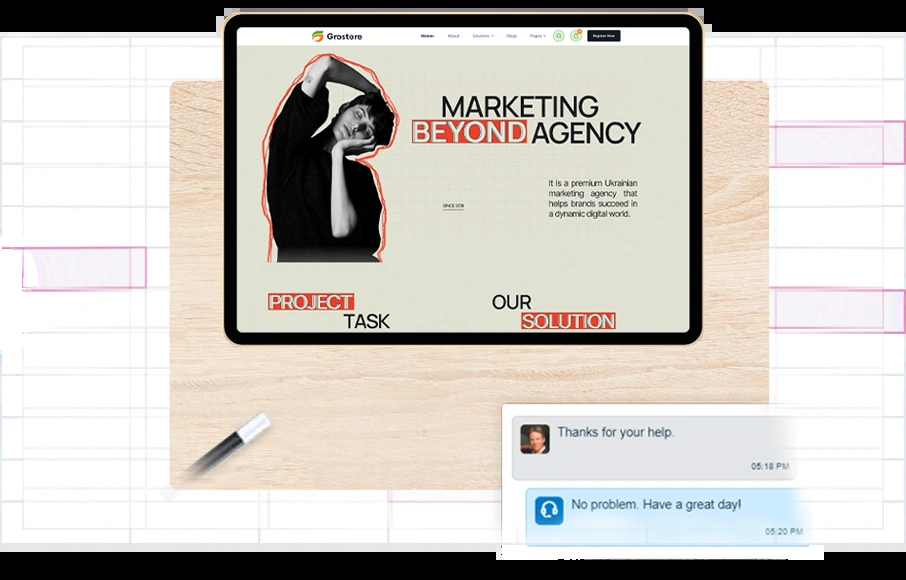 Grostore
Home About Solutions Shop Pages Register Now
MARKETING
BEYOND AGENCY
It is a premium Ukrainian
marketing agency that
helps brands succeed in
a dynamic digital world.
SINCE 2016
PROJECT
TASK
OUR
SOLUTION
Thanks for your help.
05:18 PM
No problem. Have a great day!
05:20 PM